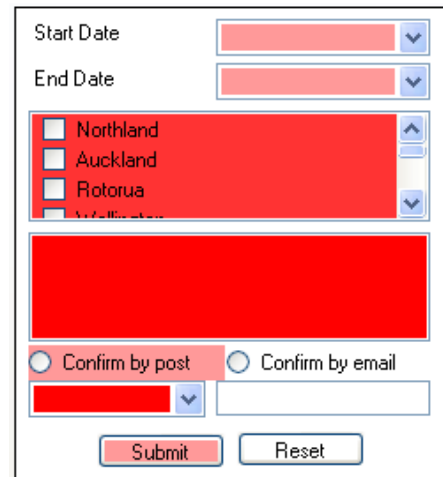 Start Date
End Date
Northland
Auckland
Rotorua
Confirm by post Confirm by email
Submit Reset